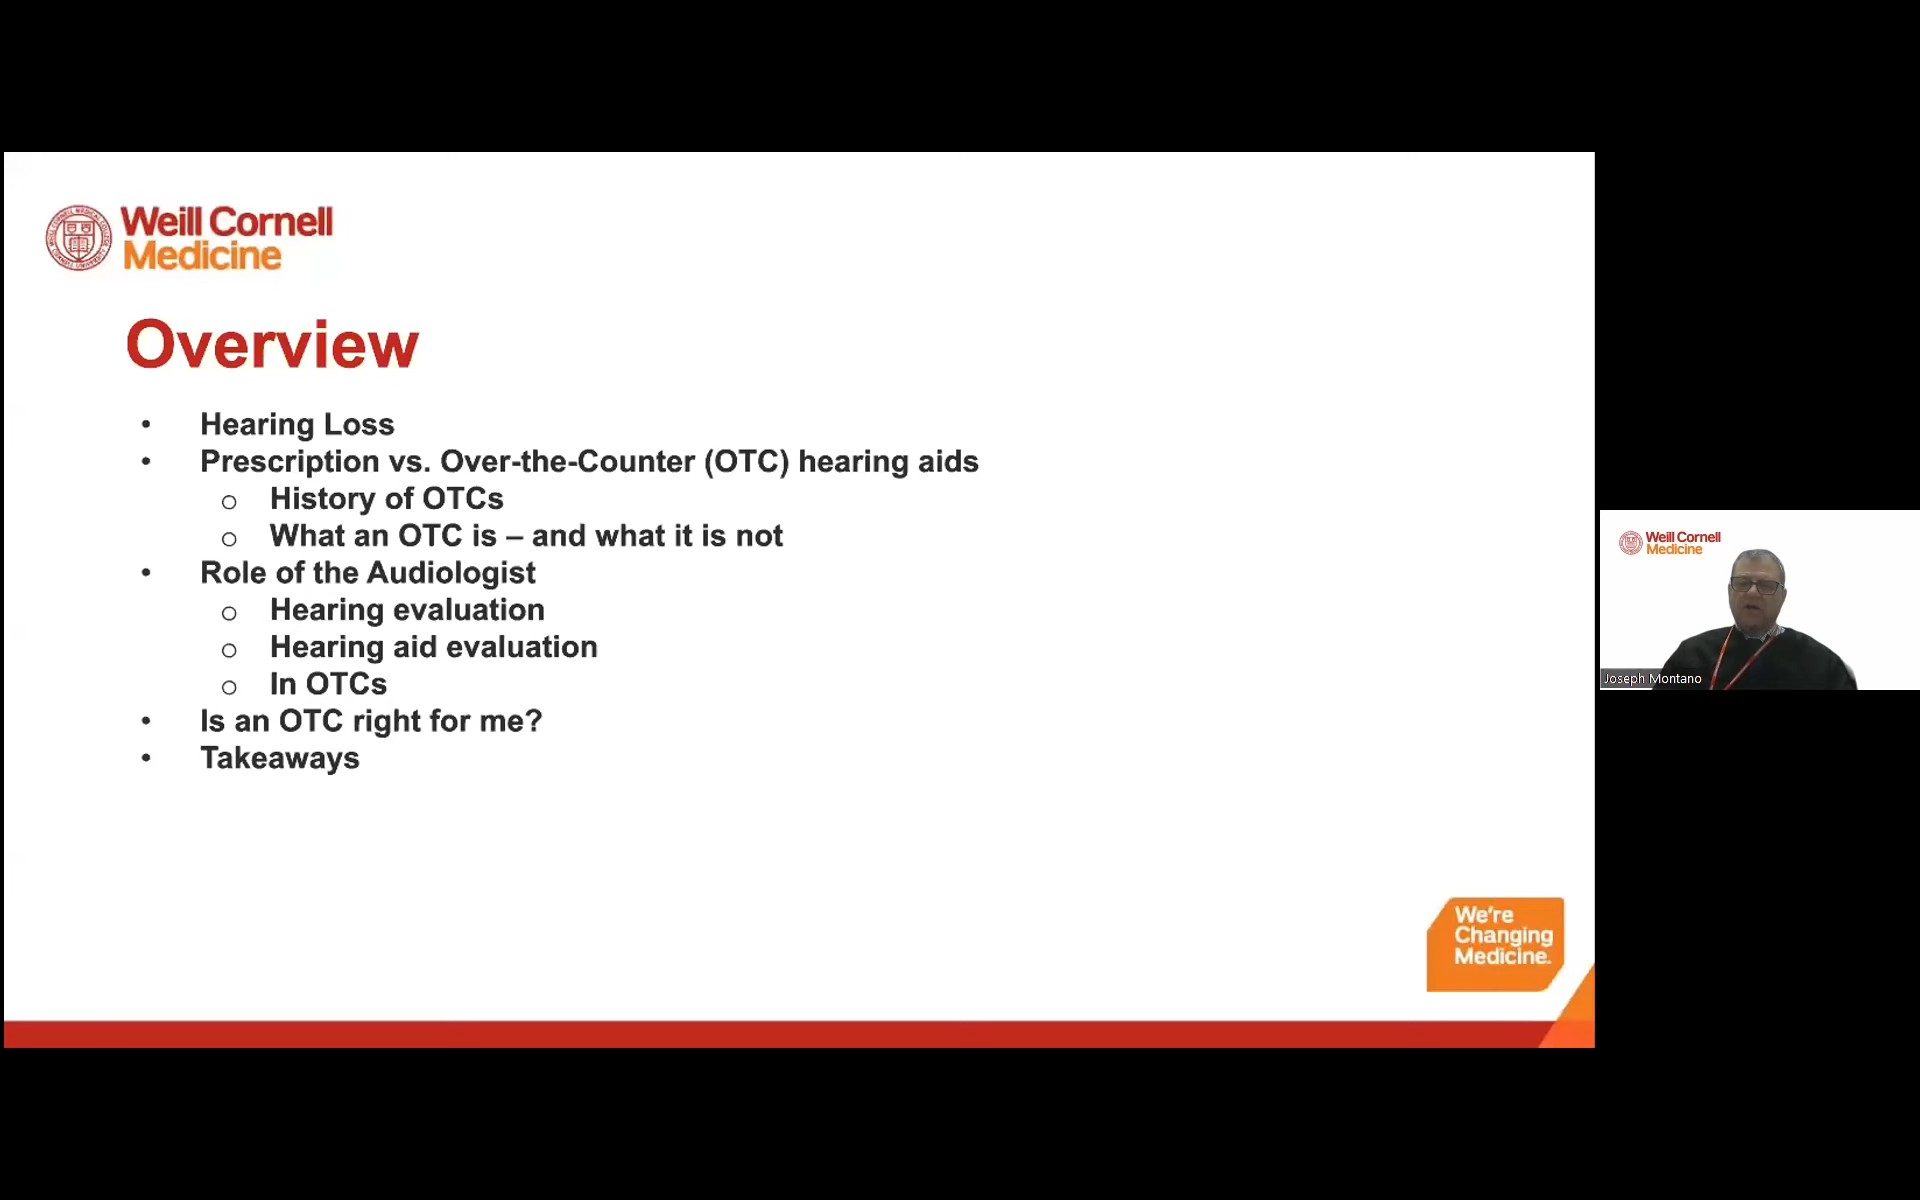 Weill Cornell
Medicine
Overview
• Hearing Loss
• Prescription vs. Over-the-Counter (OTC) hearing aids
o History of OTCs
o What an OTC is – and what it is not
• Role of the Audiologist
o Hearing evaluation
o Hearing aid evaluation
o In OTCs
• Is an OTC right for me?
• Takeaways
We're
Changing
Medicine.
Weill Cornell
Medicine
Joseph Montano